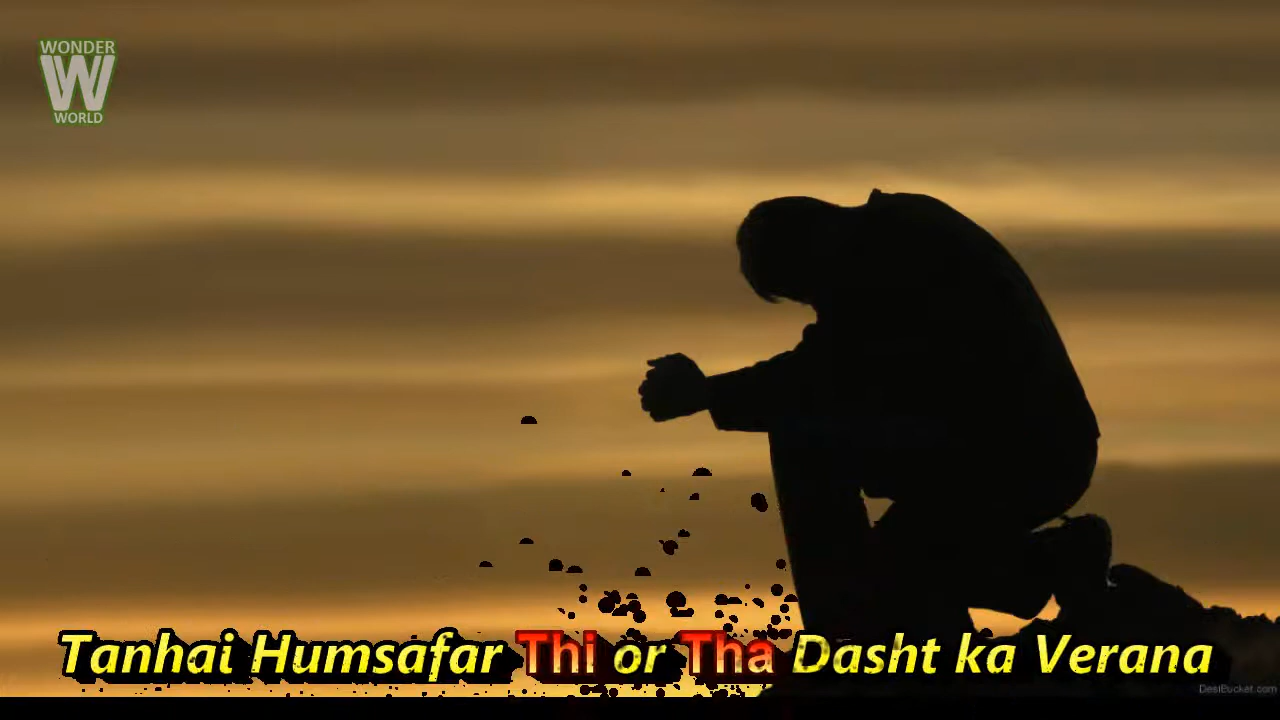 WONDER
W
WORLD
Tanhai Humsafar Thi or Tha Dasht ka Verana
DesiBucket.com